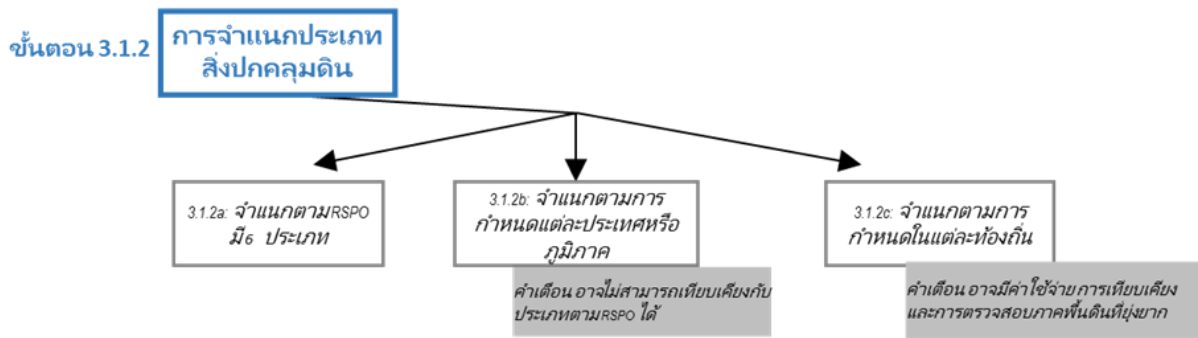 ขั้นตอน 3.1.2
การจำแนกประเภท
สิ่งปกคลุมดิน
3.1.2a: จำแนกตามRSPO
มี6 ประเภท
3.1.2b: จำแนกตามการ
กำหนดแต่ละประเทศหรือ
ภูมิภาค
คำเตือน อาจไม่สามารถเทียบเคียงกับ
ประเภทตามRSPO ได้
3.1.2c: จำแนกตามการ
กำหนดในแต่ละท้องถิ่น
คำเตือน อาจมีค่าใช้จ่าย การเทียบเคียง
และการตรวจสอบภาคพื้นดินที่ยุ่งยาก